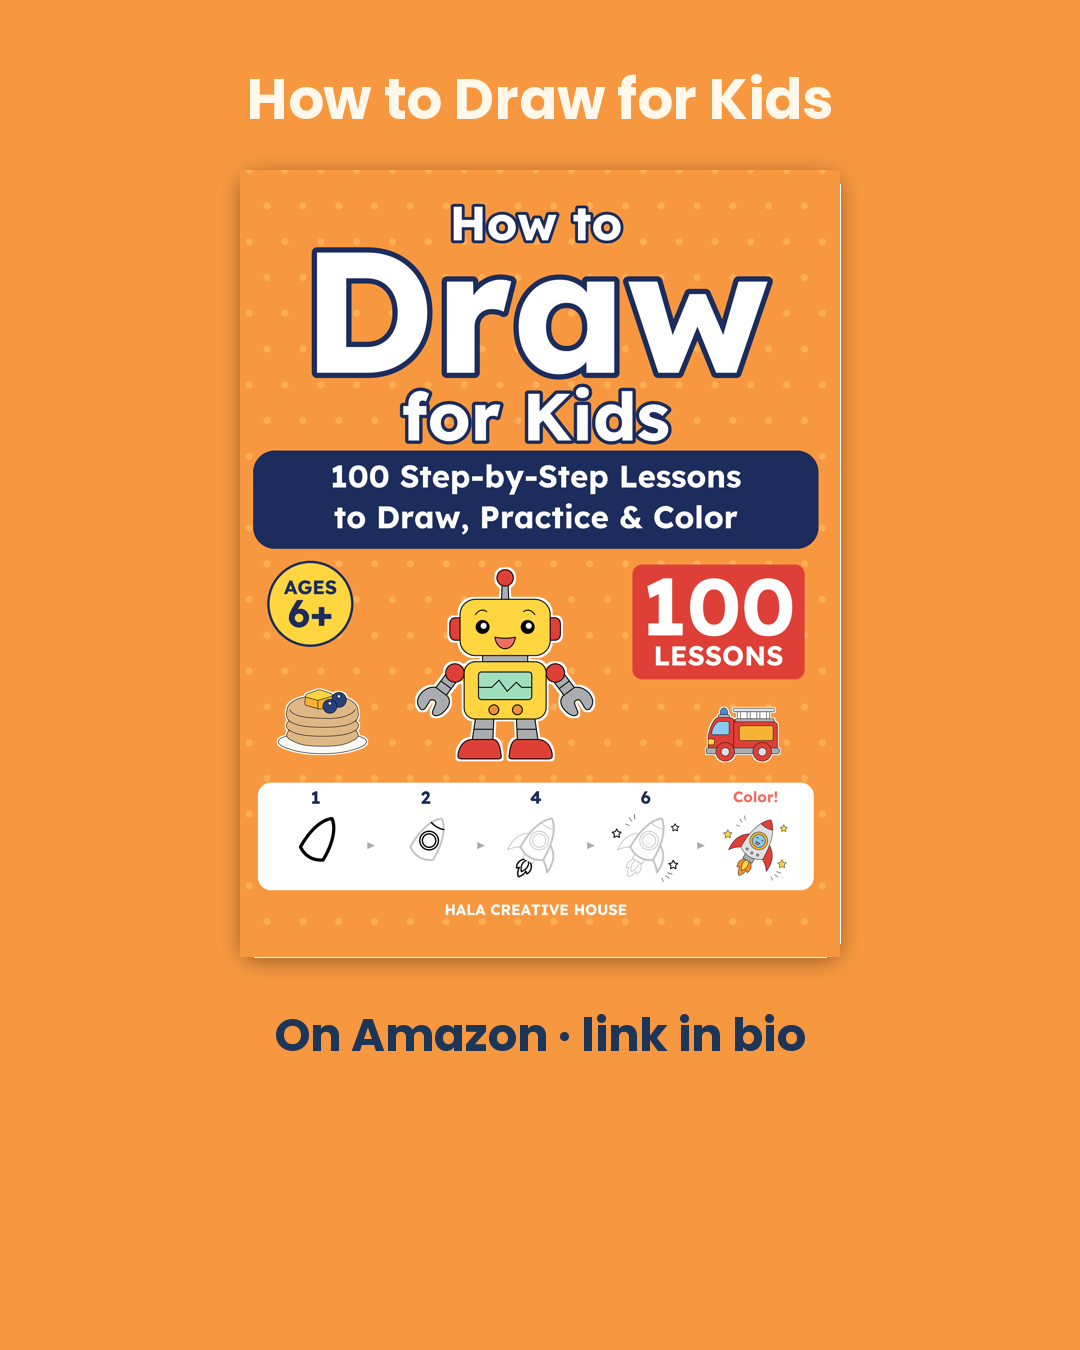 How to Draw for Kids
How to
Draw
for Kids
100 Step-by-Step Lessons
to Draw, Practice & Color
AGES
6+
100
LESSONS
1
2
4
6
Color!
HALA CREATIVE HOUSE
On Amazon · link in bio